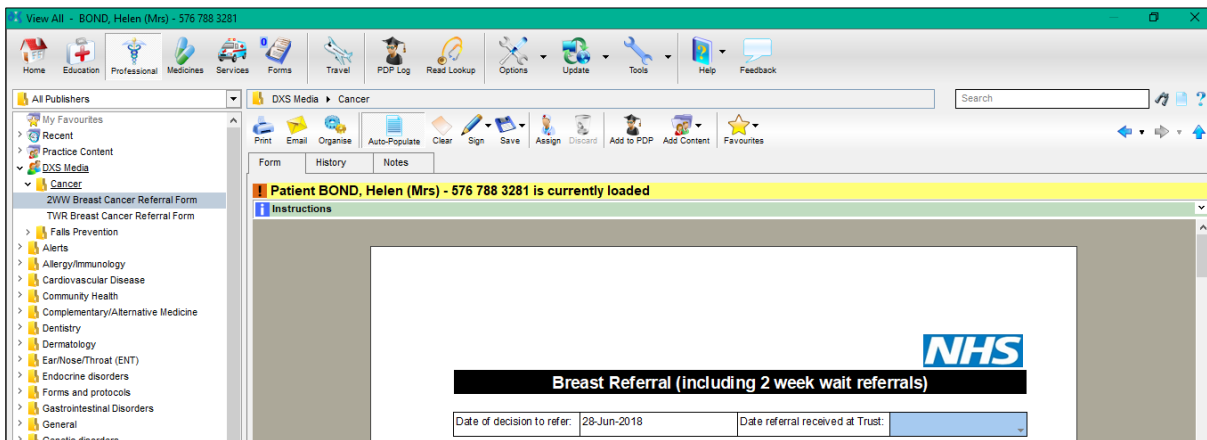 View All - BOND, Helen (Mrs) - 576 788 3281
0
Home Education Professional Medicines Services Forms Travel PDP Log Read Lookup Options Update Tools Help Feedback
All Publishers
DXS Media Cancer
Search
My Favourites
Recent
Practice Content
DXS Media
Cancer
2WW Breast Cancer Referral Form
TWR Breast Cancer Referral Form
Falls Prevention
Alerts
Allergy/Immunology
Cardiovascular Disease
Community Health
Complementary/Alternative Medicine
Dentistry
Dermatology
Ear/Nose/Throat (ENT)
Endocrine disorders
Forms and protocols
Gastrointestinal Disorders
General
Print Email Organise Auto-Populate Clear Sign Save Assign Discard Add to PDP Add Content Favourites
Form History Notes
! Patient BOND, Helen (Mrs) - 576 788 3281 is currently loaded
i Instructions
NHS
Breast Referral (including 2 week wait referrals)
Date of decision to refer: 28-Jun-2018 Date referral received at Trust: